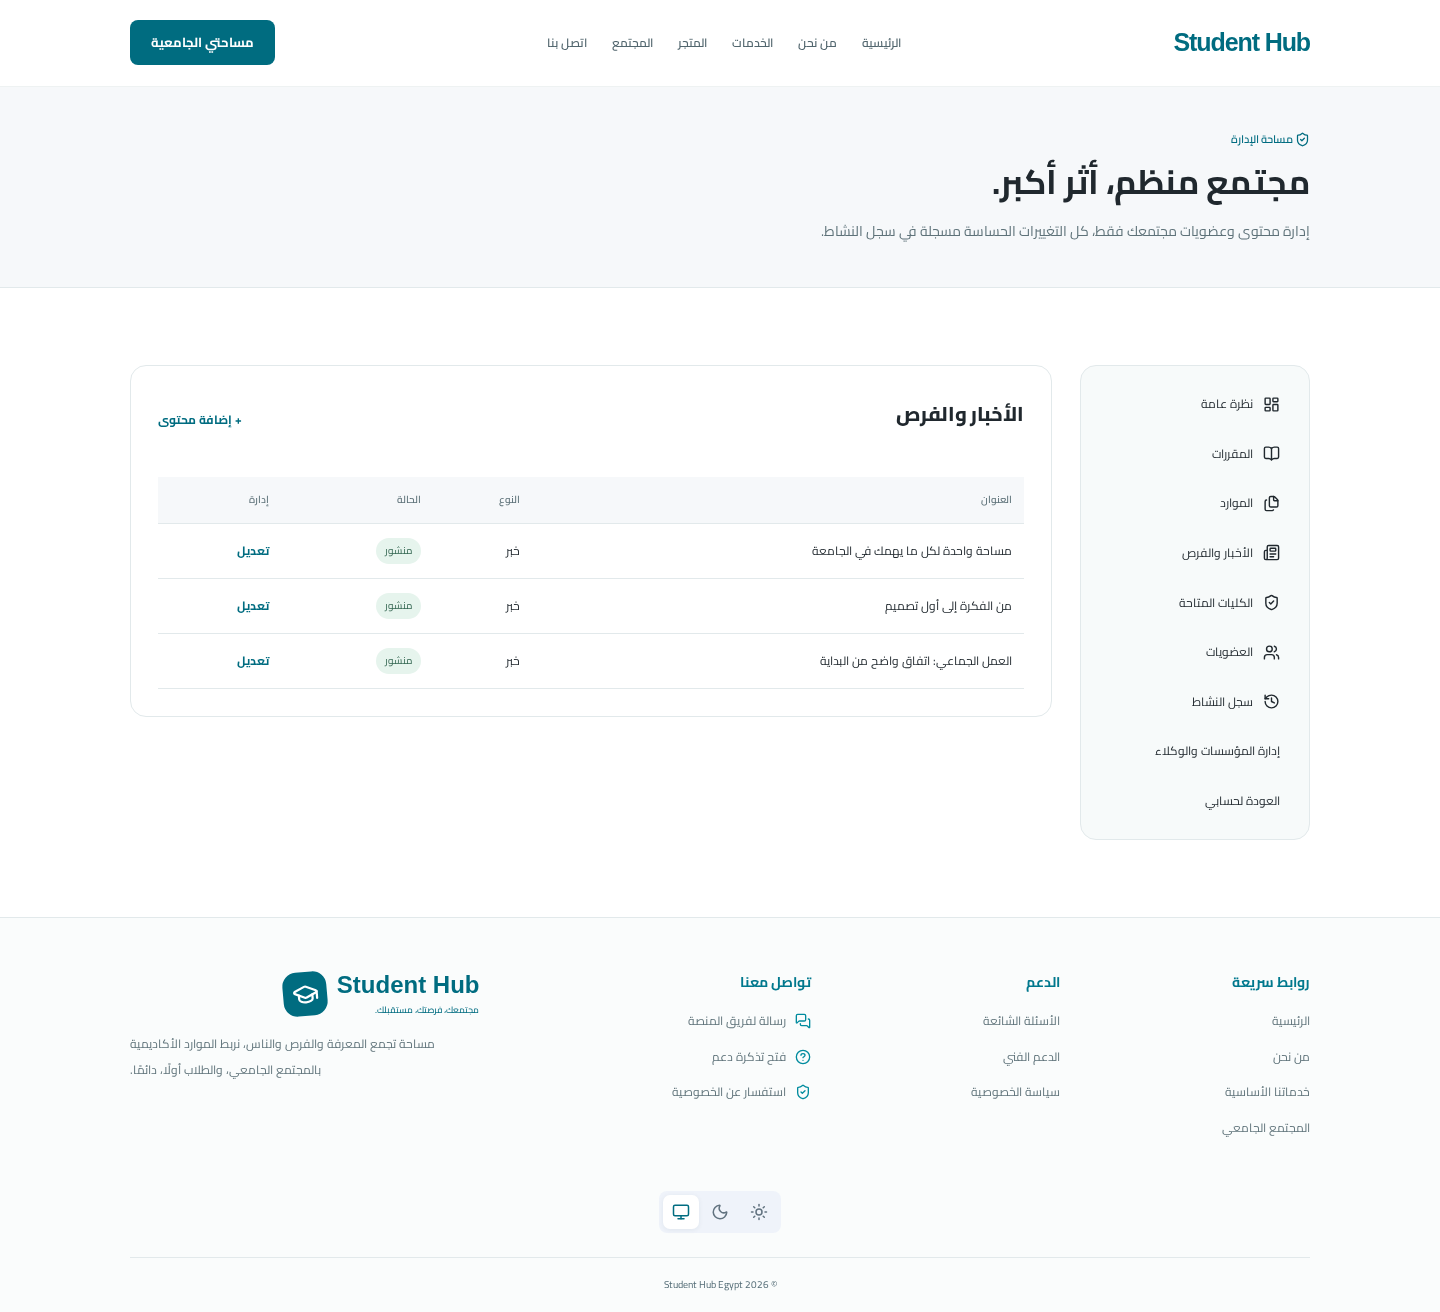 Student Hub
الرئيسية
من نحن
الخدمات
المتجر
المجتمع
اتصل بنا
مساحتي الجامعية
مساحة الإدارة
مجتمع منظم، أثر أكبر.
إدارة محتوى وعضويات مجتمعك فقط، كل التغييرات الحساسة مسجلة في سجل النشاط.
نظرة عامة
المقررات
الموارد
الأخبار والفرص
الكليات المتاحة
العضويات
سجل النشاط
إدارة المؤسسات والوكلاء
العودة لحسابي
الأخبار والفرص
+ إضافة محتوى
العنوان النوع الحالة إدارة
مساحة واحدة لكل ما يهمك في الجامعة خبر منشور تعديل
من الفكرة إلى أول تصميم خبر منشور تعديل
العمل الجماعي: اتفاق واضح من البداية خبر منشور تعديل
روابط سريعة
الرئيسية
من نحن
خدماتنا الأساسية
المجتمع الجامعي
الدعم
الأسئلة الشائعة
الدعم الفني
سياسة الخصوصية
تواصل معنا
رسالة لفريق المنصة
فتح تذكرة دعم
استفسار عن الخصوصية
Student Hub
مجتمعك، فرصتك، مستقبلك.
مساحة تجمع المعرفة والفرص والناس، نربط الموارد الأكاديمية
بالمجتمع الجامعي، والطلاب أولًا، دائمًا.
© 2026 Student Hub Egypt